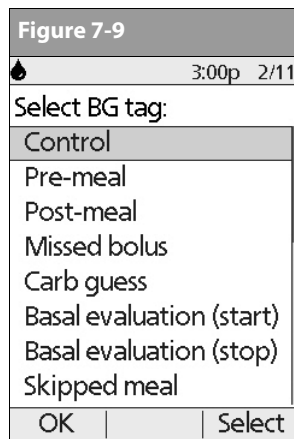 Figure 7-9
3:00p 2/11
Select BG tag:
Control
Pre-meal
Post-meal
Missed bolus
Carb guess
Basal evaluation (start)
Basal evaluation (stop)
Skipped meal
OK Select